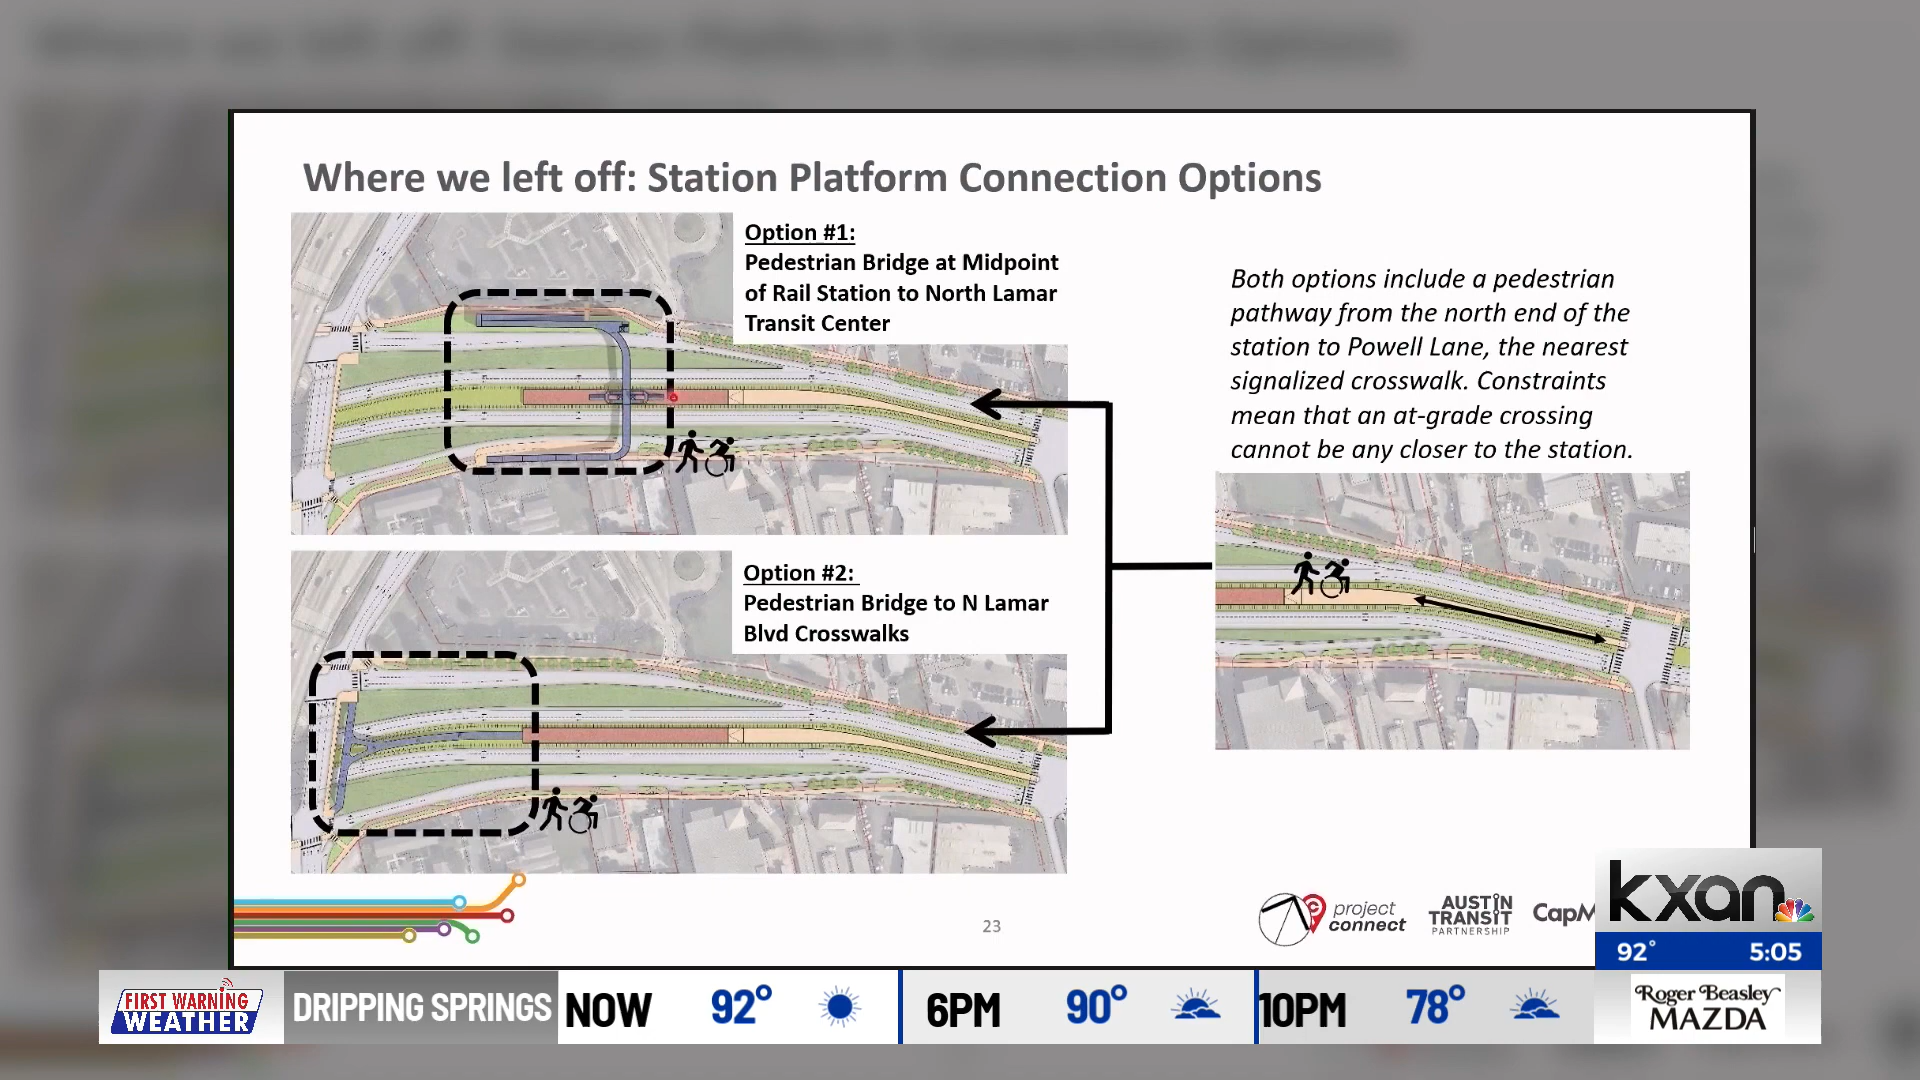 Where we left off: Station Platform Connection Options
Option #1:
Pedestrian Bridge at Midpoint
of Rail Station to North Lamar
Transit Center
Both options include a pedestrian
pathway from the north end of the
station to Powell Lane, the nearest
signalized crosswalk. Constraints
mean that an at-grade crossing
cannot be any closer to the station.
Option #2:
Pedestrian Bridge to N Lamar
Blvd Crosswalks
23
project
connect
AUSTIN
TRANSIT
PARTNERSHIP
CapM
kxan
92° 5:05
FIRST WARNING
WEATHER
DRIPPING SPRINGS
NOW 92°
6PM 90°
10PM 78°
Roger Beasley
MAZDA